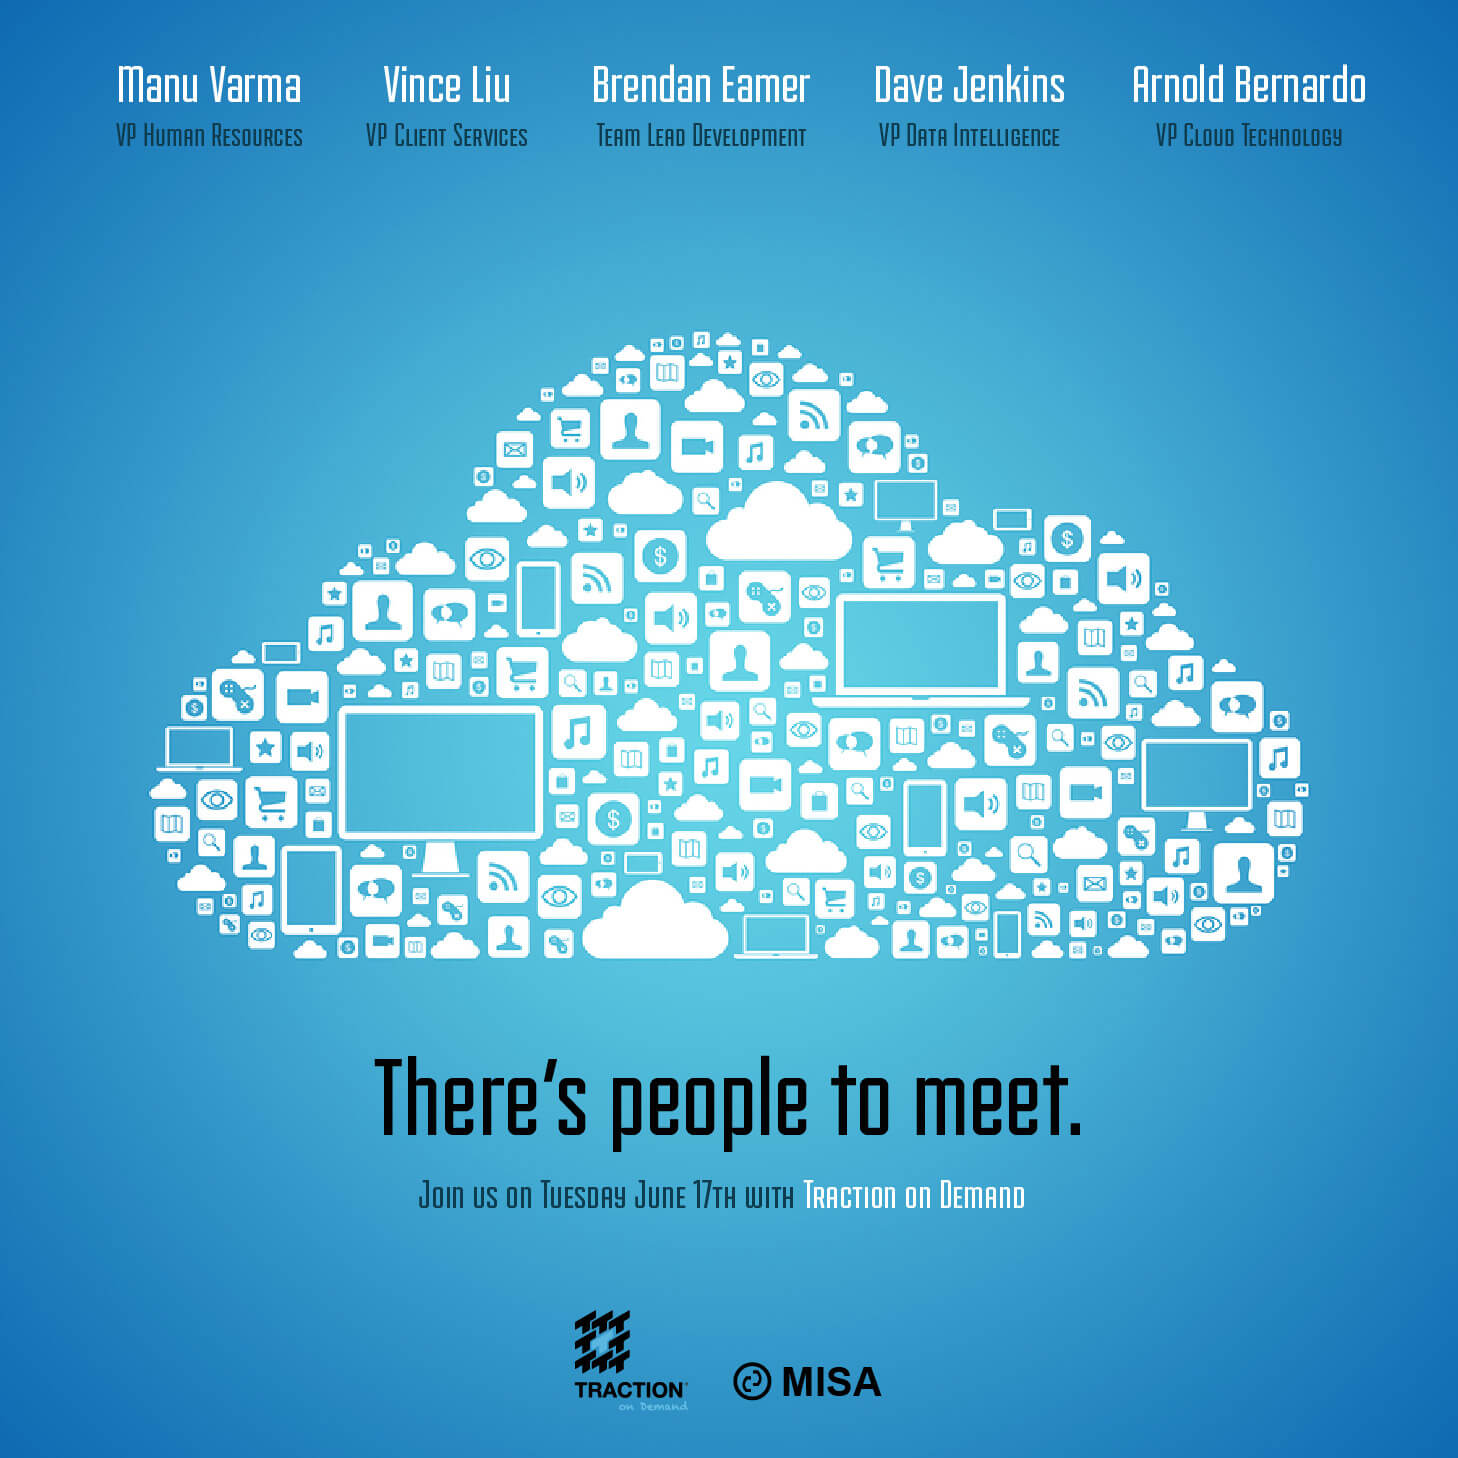 Manu Varma Vince Liu Brendan Eamer Dave Jenkins Arnold Bernardo
VP Human Resources VP Client Services Team Lead Development VP Data Intelligence VP Cloud Technology
There's people to meet.
Join us on Tuesday June 17th with Traction on Demand
TRACTION
on Demand
MISA